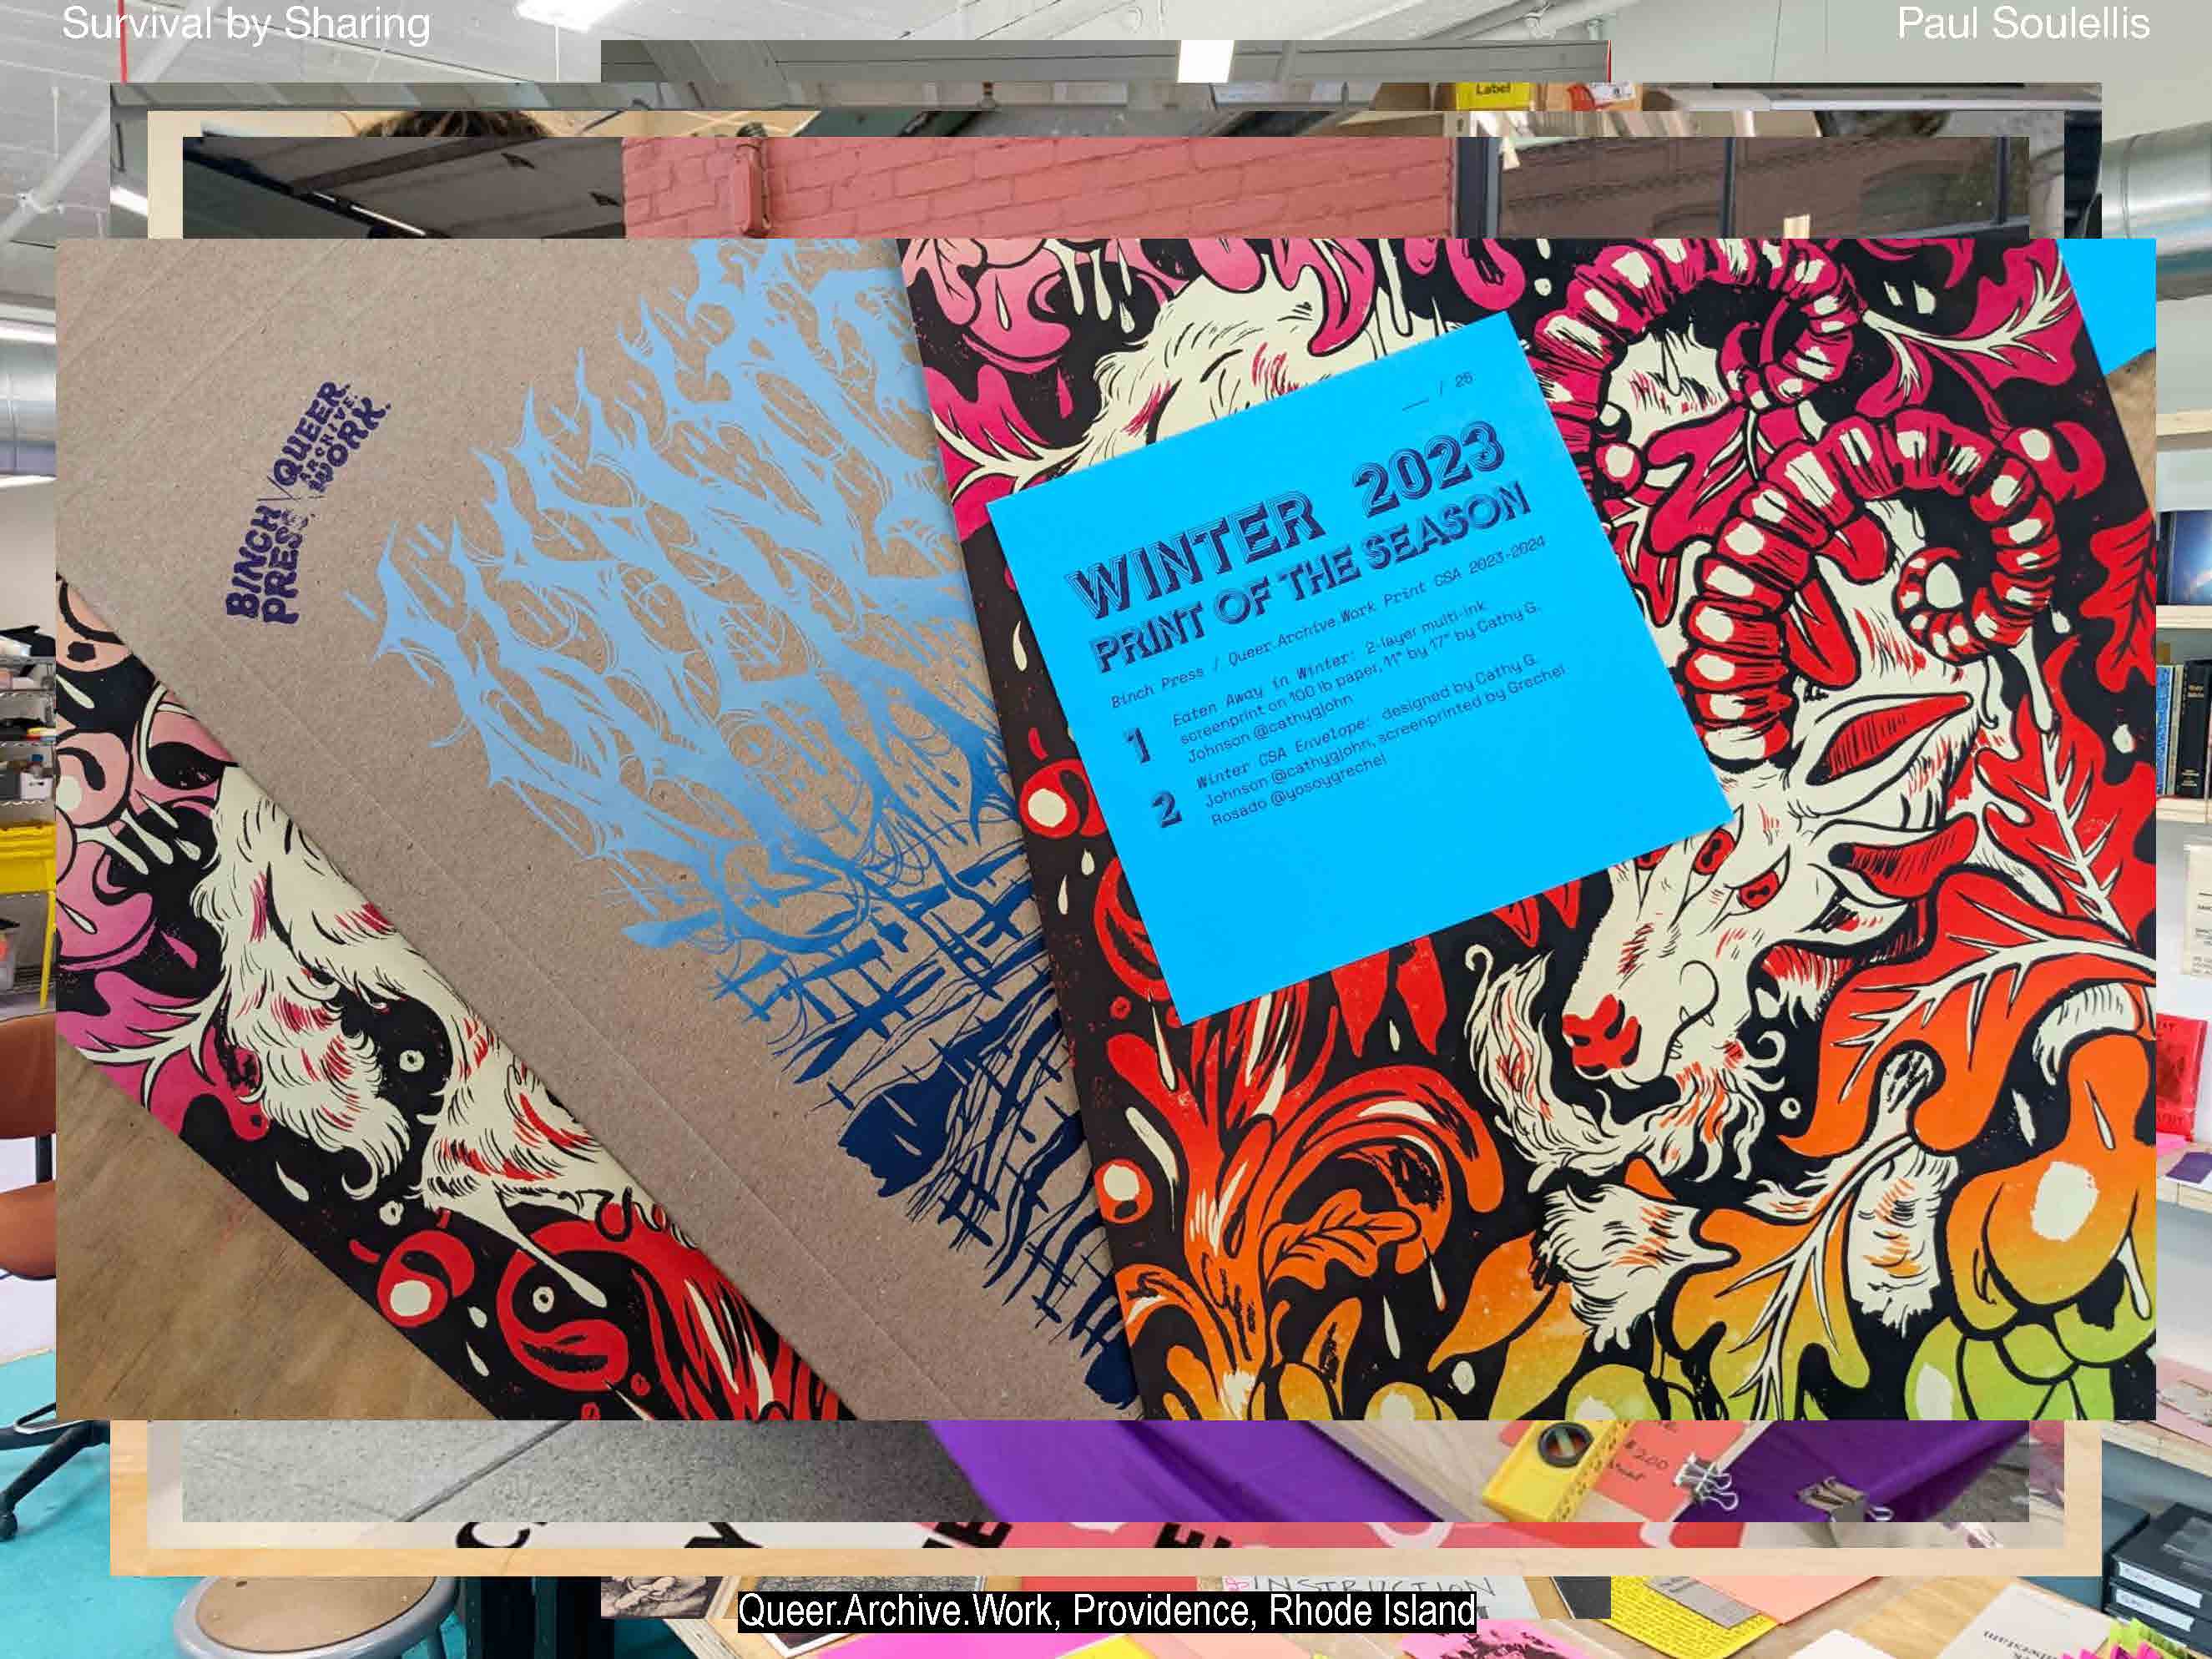 Survival by Sharing
Paul Soulellis
Label
BINCH
PRESS
QUEER.
ARCHIVE.
WORK.
/ 25
WINTER 2023
PRINT OF THE SEASON
Binch Press / Queer.Archive.Work Print CSA 2023-2024
1 Eaten Away in Winter: 2-layer multi-ink
screenprint on 100 lb paper, 11" by 17" by Cathy G.
Johnson @cathygjohn
2 Winter CSA Envelope: designed by Cathy G.
Johnson @cathygjohn, screenprinted by Grechel
Rosado @yosoygrechel
$200
INSTRUCTION
Queer.Archive.Work, Providence, Rhode Island